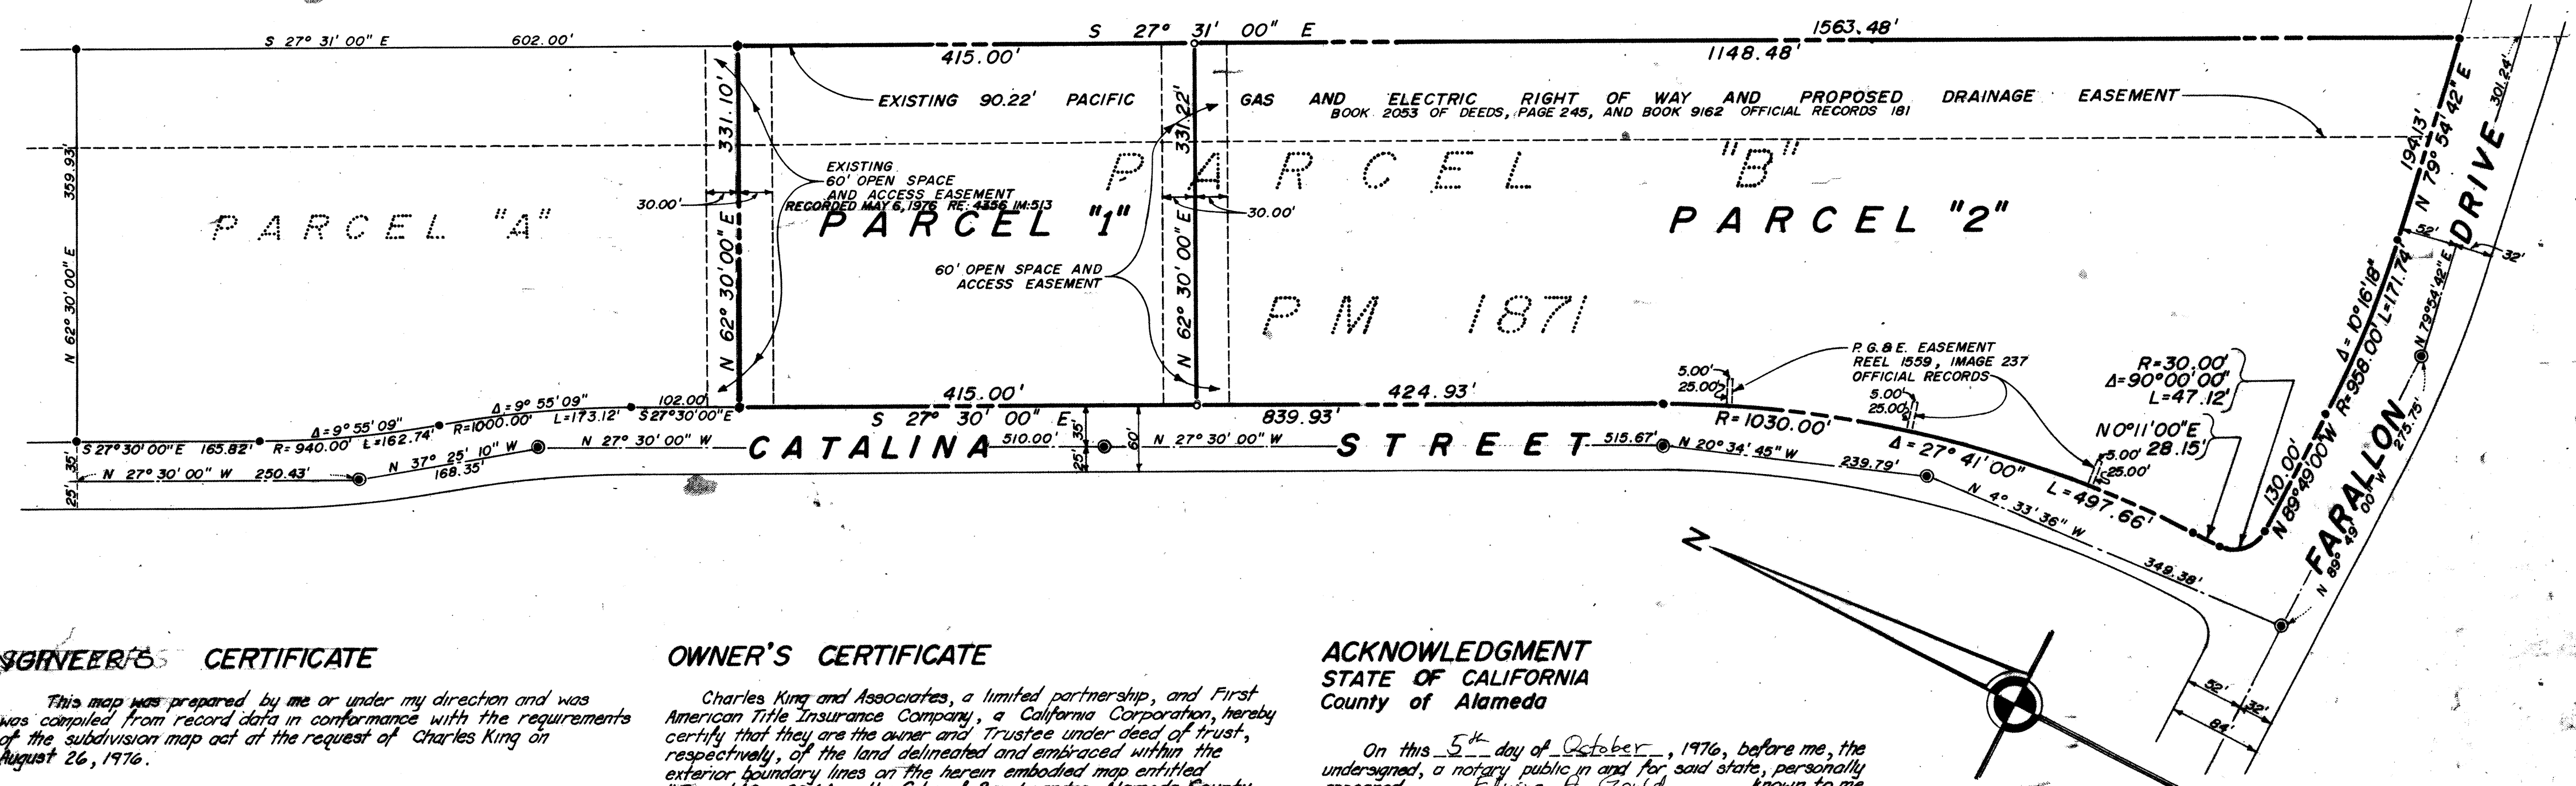 S 27° 31' 00" E
602.00'
S 27° 31' 00" E
1563.48'
415.00'
1148.48'
EXISTING 90.22' PACIFIC GAS AND ELECTRIC RIGHT OF WAY AND PROPOSED DRAINAGE EASEMENT
BOOK 2053 OF DEEDS, PAGE 245, AND BOOK 9162 OFFICIAL RECORDS 181
359.93'
N 62° 30' 00" E
331.10'
N 62° 30' 00" E
331.22'
N 62° 30' 00" E
EXISTING
60' OPEN SPACE
AND ACCESS EASEMENT
RECORDED MAY 6, 1976 RE: 4356 IM: 513
30.00'
30.00'
PARCEL "A"
PARCEL "B"
PARCEL "1"
PARCEL "2"
60' OPEN SPACE AND
ACCESS EASEMENT
PM 1871
194.13'
N 79° 54' 42" E
301.24'
52'
32'
Δ = 10° 16' 18"
R = 958.00' L = 171.74'
N 79° 54' 42" E
275.75'
P. G. & E. EASEMENT
REEL 1559, IMAGE 237
OFFICIAL RECORDS
5.00'
25.00'
5.00'
25.00'
5.00'
25.00'
R = 30.00'
Δ = 90° 00' 00"
L = 47.12'
N 0° 11' 00" E
28.15'
130.00'
N 89° 49' 00" W
FARALLON DRIVE
N 89° 49' 00" W
415.00'
S 27° 30' 00" E
424.93'
839.93'
R = 1030.00'
Δ = 27° 41' 00"
L = 497.66'
102.00'
S 27° 30' 00" E
Δ = 9° 55' 09"
R = 1000.00' L = 173.12'
Δ = 9° 55' 09"
R = 940.00' L = 162.74'
S 27° 30' 00" E 165.82'
35'
25'
N 27° 30' 00" W 250.43'
N 37° 25' 10" W
168.35'
N 27° 30' 00" W
CATALINA STREET
510.00'
35'
25'
60'
N 27° 30' 00" W
515.67'
N 20° 34' 45" W
239.79'
N 4° 33' 36" W
349.38'
N
52'
32'
84'
CERTIFICATE
This map was prepared by me or under my direction and was
was compiled from record data in conformance with the requirements
of the subdivision map act at the request of Charles King on
August 26, 1976.
OWNER'S CERTIFICATE
Charles King and Associates, a limited partnership, and First
American Title Insurance Company, a California Corporation, hereby
certify that they are the owner and Trustee under deed of trust,
respectively, of the land delineated and embraced within the
exterior boundary lines on the herein embodied map entitled
ACKNOWLEDGMENT
STATE OF CALIFORNIA
County of Alameda
On this 5th day of October, 1976, before me, the
undersigned, a notary public in and for said state, personally
known to me